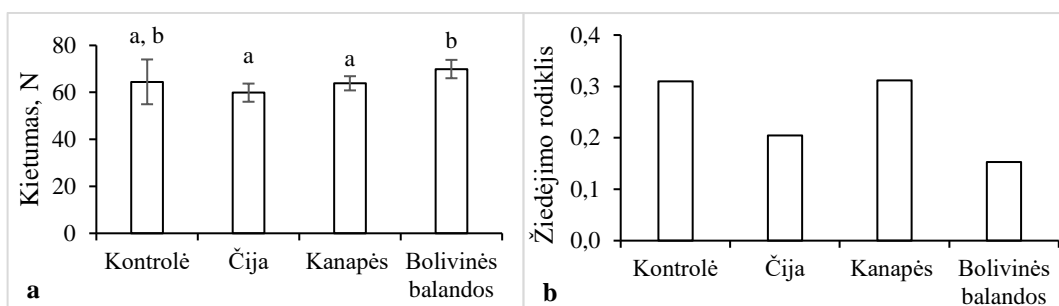 Kietumas, N
80
60
40
20
0
a, b
a
a
b
Kontrolė
Čija
Kanapės
Bolivinės
balandos
a
Žiedėjimo rodiklis
0,4
0,3
0,2
0,1
0,0
Kontrolė
Čija
Kanapės
Bolivinės
balandos
b